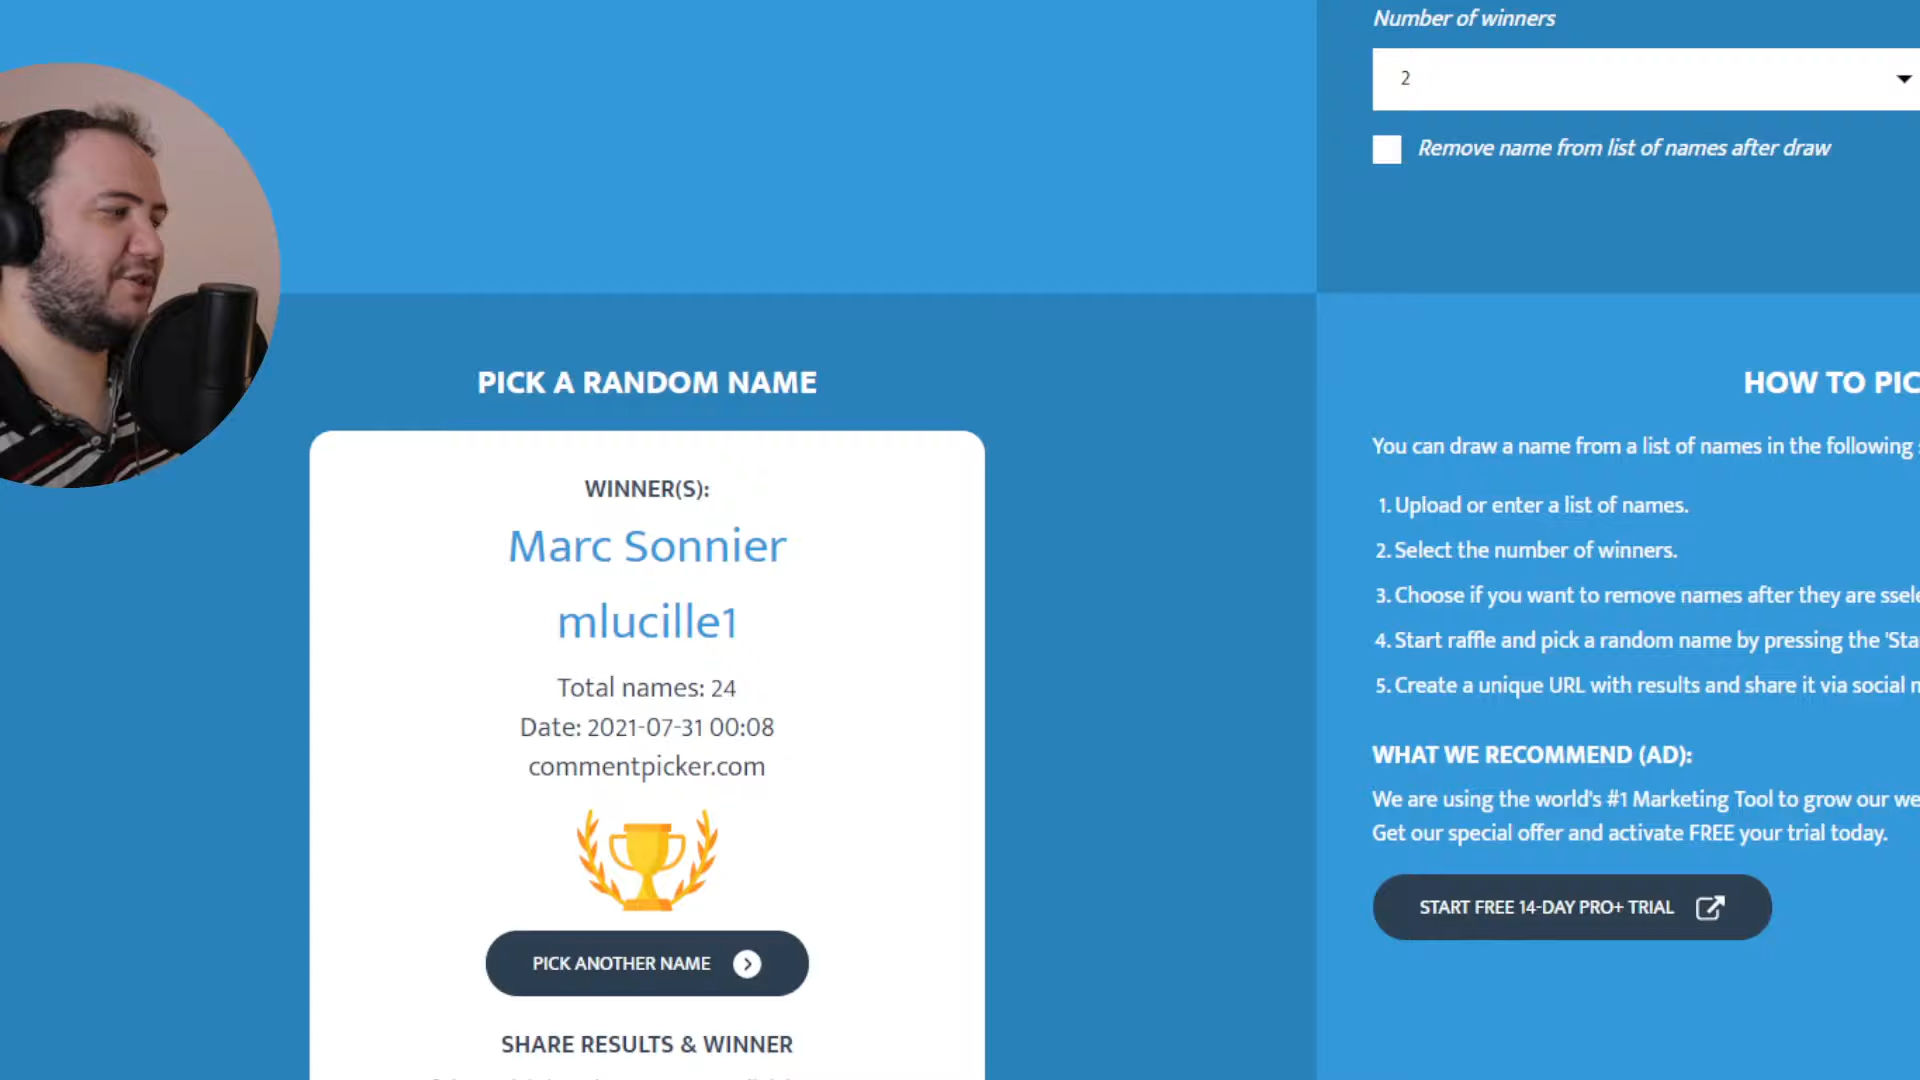 Number of winners
2
Remove name from list of names after draw
PICK A RANDOM NAME
WINNER(S):
Marc Sonnier
mlucille1
Total names: 24
Date: 2021-07-31 00:08
commentpicker.com
PICK ANOTHER NAME
SHARE RESULTS & WINNER
HOW TO PIC
You can draw a name from a list of names in the following
1. Upload or enter a list of names.
2. Select the number of winners.
3. Choose if you want to remove names after they are ssele
4. Start raffle and pick a random name by pressing the 'Sta
5. Create a unique URL with results and share it via social
WHAT WE RECOMMEND (AD):
We are using the world's #1 Marketing Tool to grow our we
Get our special offer and activate FREE your trial today.
START FREE 14-DAY PRO+ TRIAL